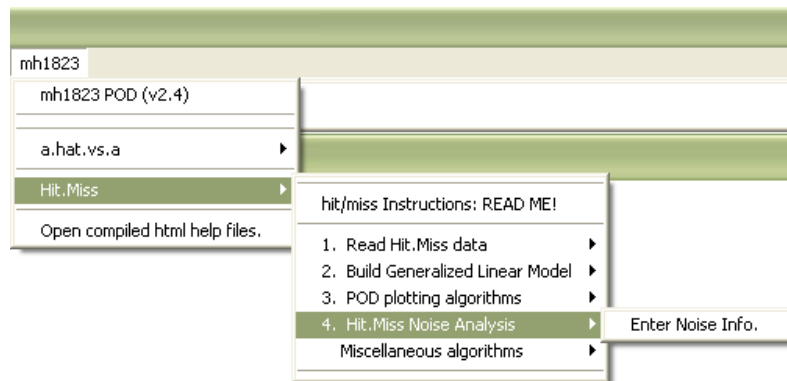 mh1823
mh1823 POD (v2.4)
a.hat.vs.a
Hit.Miss
Open compiled html help files.
hit/miss Instructions: READ ME!
1. Read Hit.Miss data
2. Build Generalized Linear Model
3. POD plotting algorithms
4. Hit.Miss Noise Analysis
Miscellaneous algorithms
Enter Noise Info.